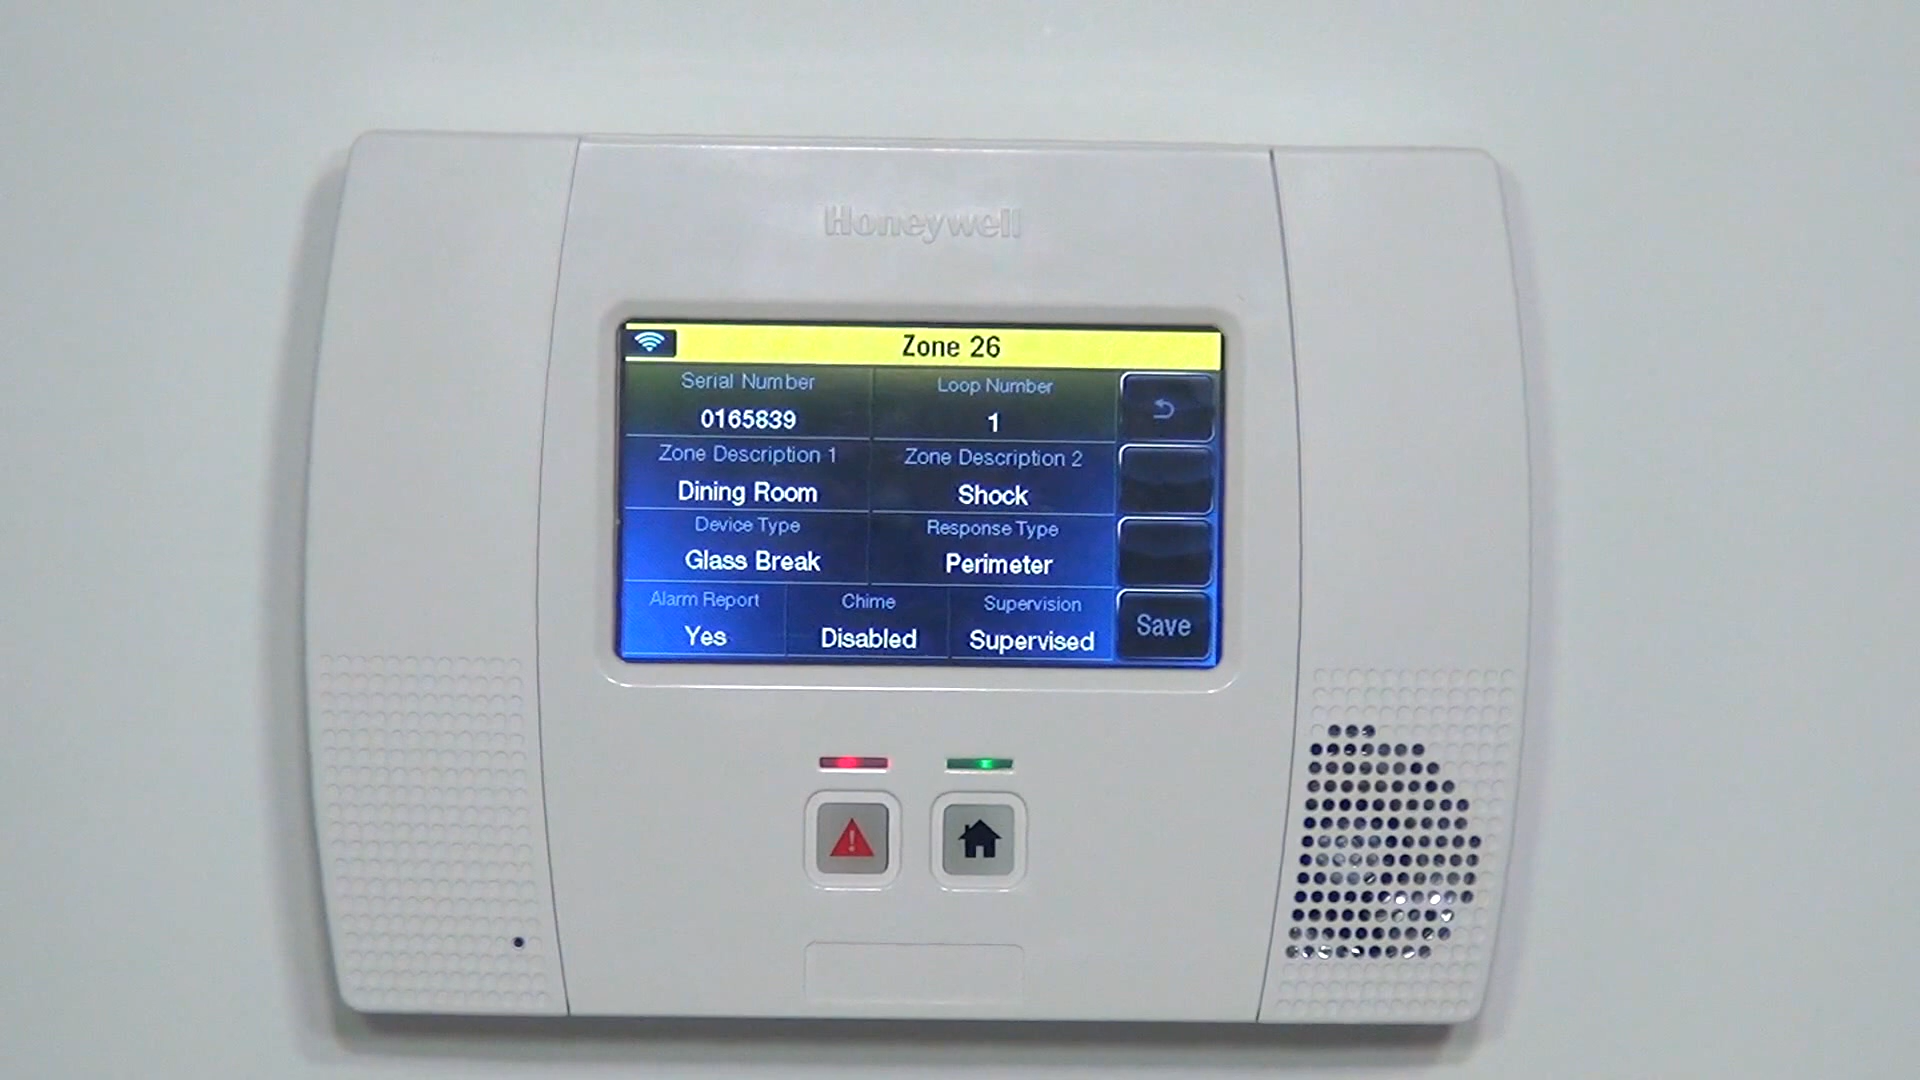 Honeywell
Zone 26
Serial Number
0165839
Loop Number
1
Zone Description 1
Dining Room
Zone Description 2
Shock
Device Type
Glass Break
Response Type
Perimeter
Alarm Report
Yes
Chime
Disabled
Supervision
Supervised
Save